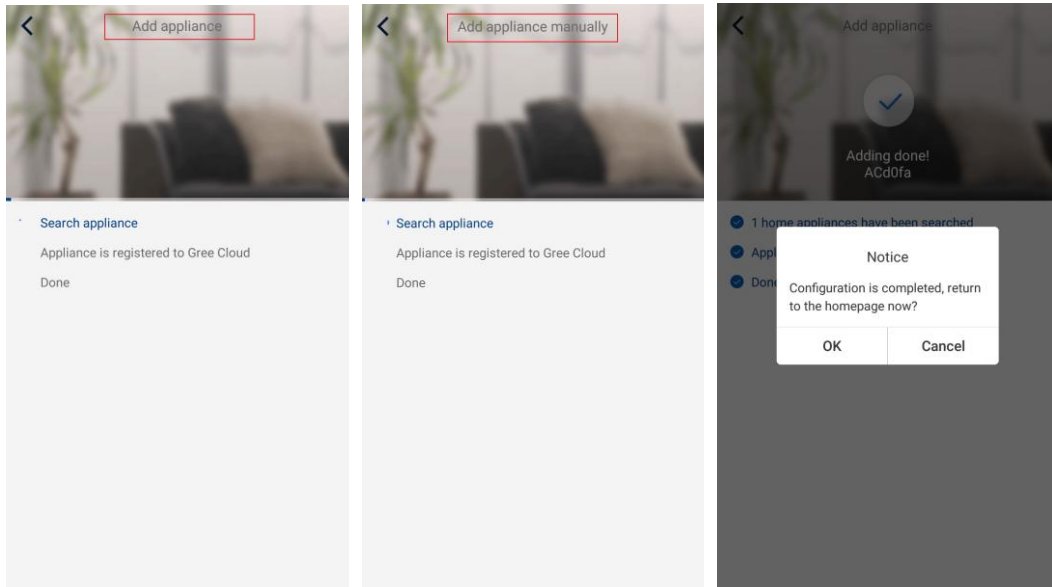 Add appliance
Search appliance
Appliance is registered to Gree Cloud
Done
Add appliance manually
Search appliance
Appliance is registered to Gree Cloud
Done
Add appliance
Adding done!
ACd0fa
1 home appliances have been searched
Appl
Done
Notice
Configuration is completed, return
to the homepage now?
OK Cancel